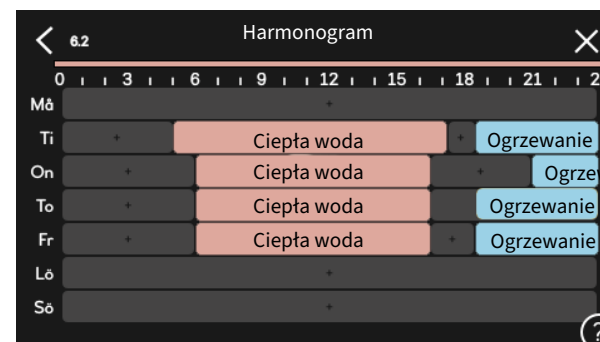 6.2 Harmonogram
0 3 6 9 12 15 18 21 2
Må
Ti Ciepła woda Ogrzewanie
On Ciepła woda Ogrzew
To Ciepła woda Ogrzewanie
Fr Ciepła woda Ogrzewanie
Lö
Sö
?